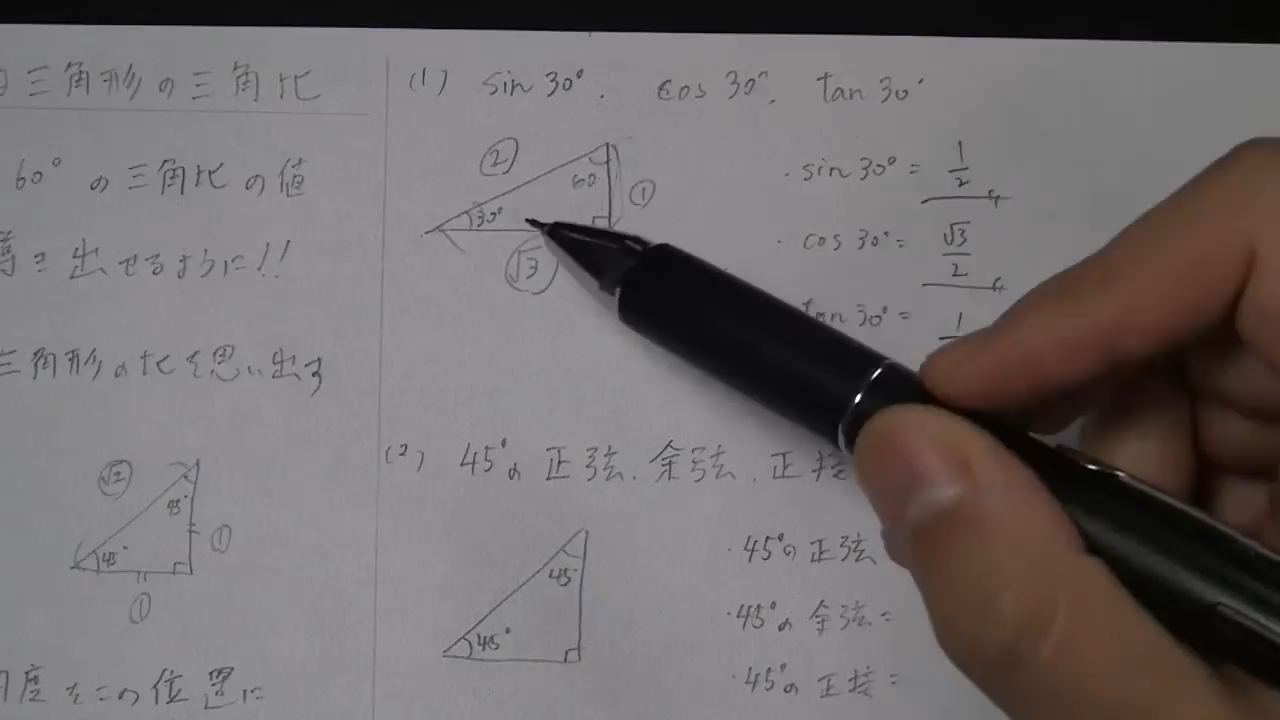 三角形の三角比
60°の三角比の値
出せるように!!
三角形の比を思い出す
√2
45°
45°
①
①
角度をこの位置に
(1) sin 30°, cos 30°, tan 30°
②
60
①
30°
√3
・sin 30° = 1/2
・cos 30° = √3/2
tan 30° = 1
(2) 45°の正弦、余弦、正接
45°
45°
・45°の正弦
・45°の余弦 =
・45°の正接 =